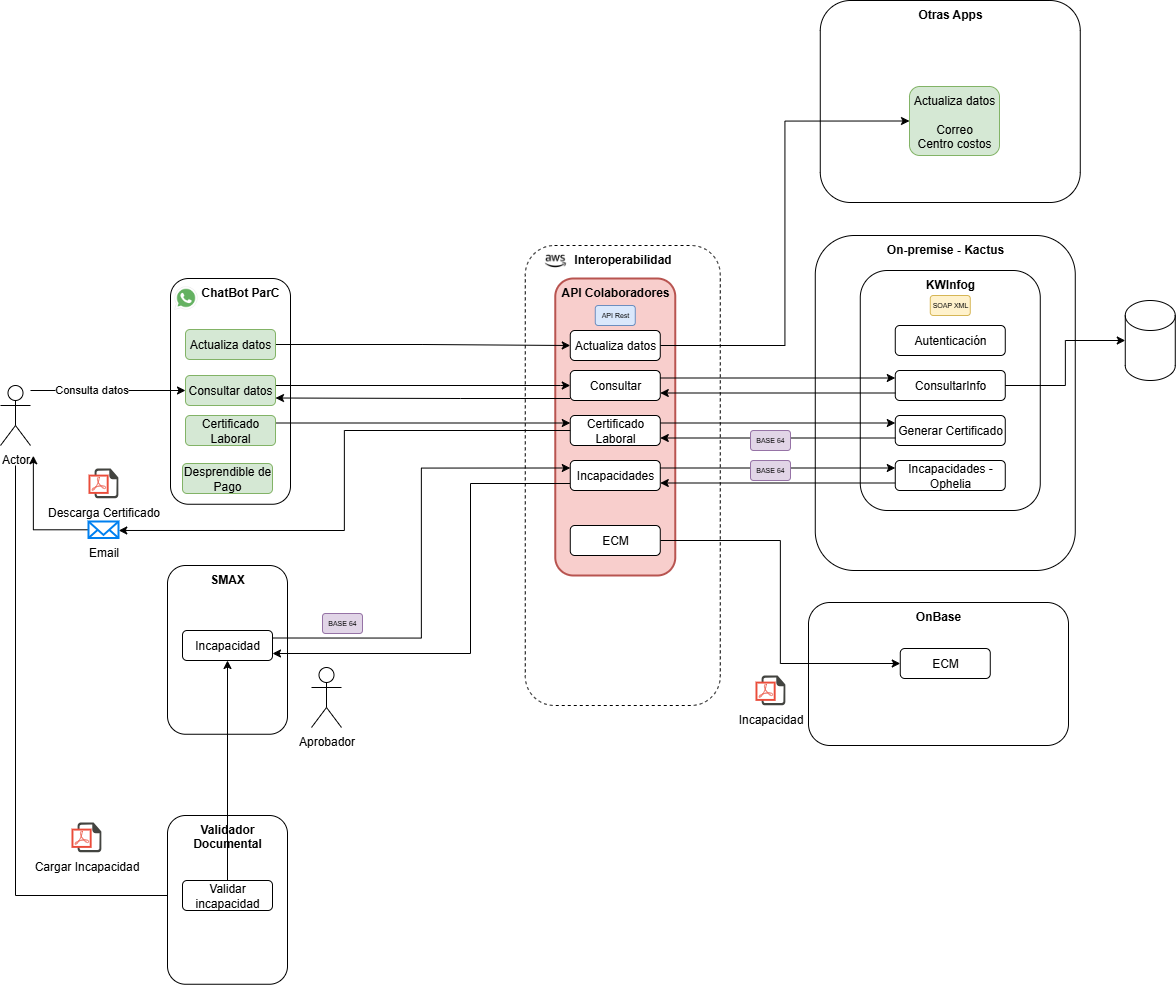 Otras Apps
Actualiza datos
Correo
Centro costos
On-premise - Kactus
KWInfog
SOAP XML
Autenticación
ConsultarInfo
Generar Certificado
Incapacidades -
Ophelia
aws
Interoperabilidad
API Colaboradores
API Rest
Actualiza datos
Consultar
Certificado
Laboral
Incapacidades
ECM
BASE 64
BASE 64
ChatBot ParC
Actualiza datos
Consultar datos
Certificado
Laboral
Desprendible de
Pago
Consulta datos
Actor
Descarga Certificado
Email
SMAX
Incapacidad
BASE 64
Aprobador
OnBase
ECM
Incapacidad
Validador
Documental
Validar
incapacidad
Cargar Incapacidad